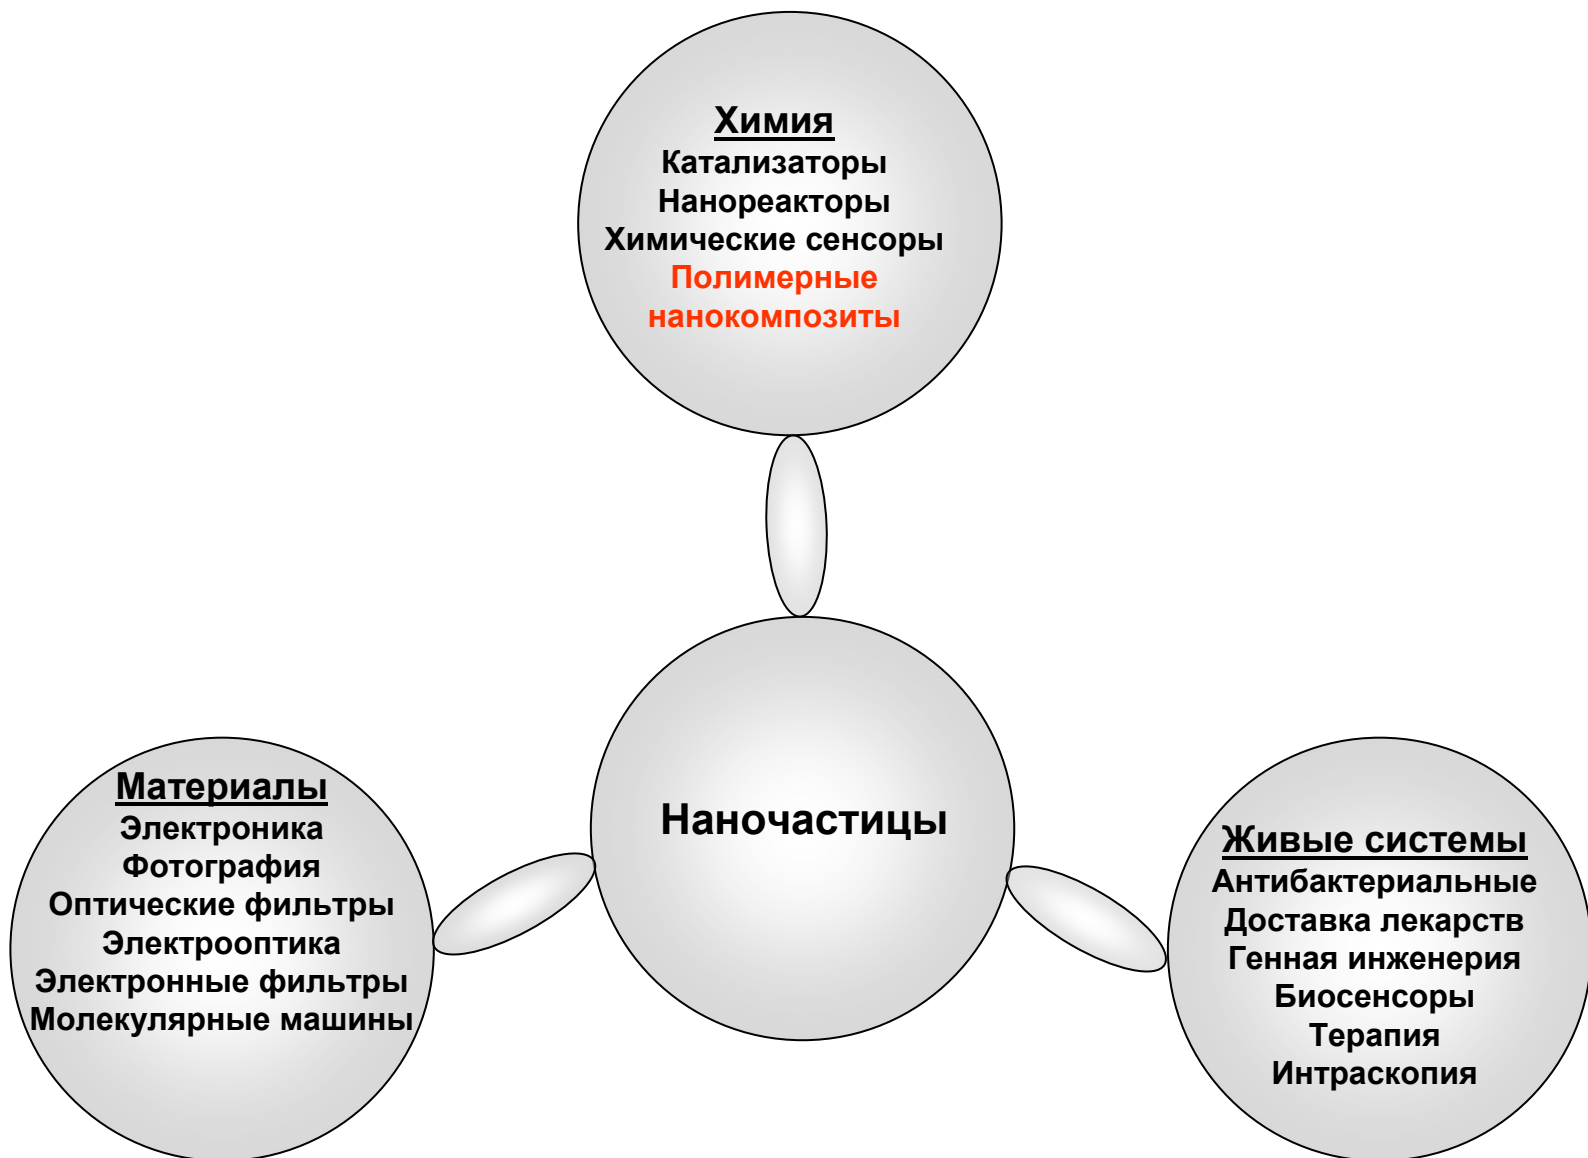 Химия
Катализаторы
Нанореакторы
Химические сенсоры
Полимерные
нанокомпозиты
Наночастицы
Материалы
Электроника
Фотография
Оптические фильтры
Электрооптика
Электронные фильтры
Молекулярные машины
Живые системы
Антибактериальные
Доставка лекарств
Генная инженерия
Биосенсоры
Терапия
Интраскопия